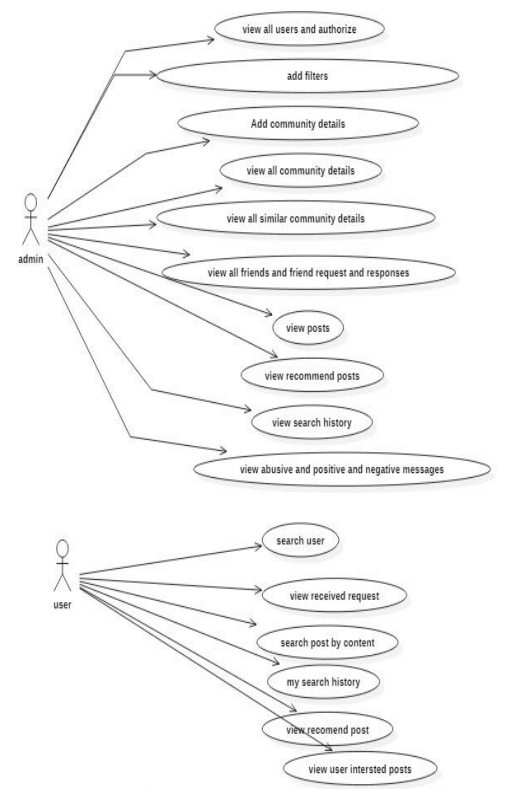 view all users and authorize
add filters
Add community details
view all community details
view all similar community details
admin
view all friends and friend request and responses
view posts
view recommend posts
view search history
view abusive and positive and negative messages
search user
user
view received request
search post by content
my search history
view recomend post
view user intersted posts